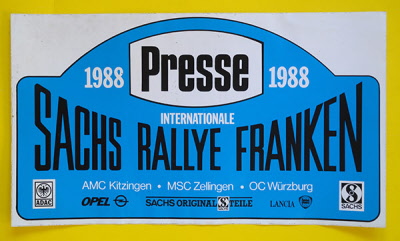 Presse
1988 1988
INTERNATIONALE
SACHS RALLYE FRANKEN
AMC Kitzingen • MSC Zellingen • OC Würzburg
ADAC OPEL SACHS ORIGINAL S TEILE LANCIA SACHS